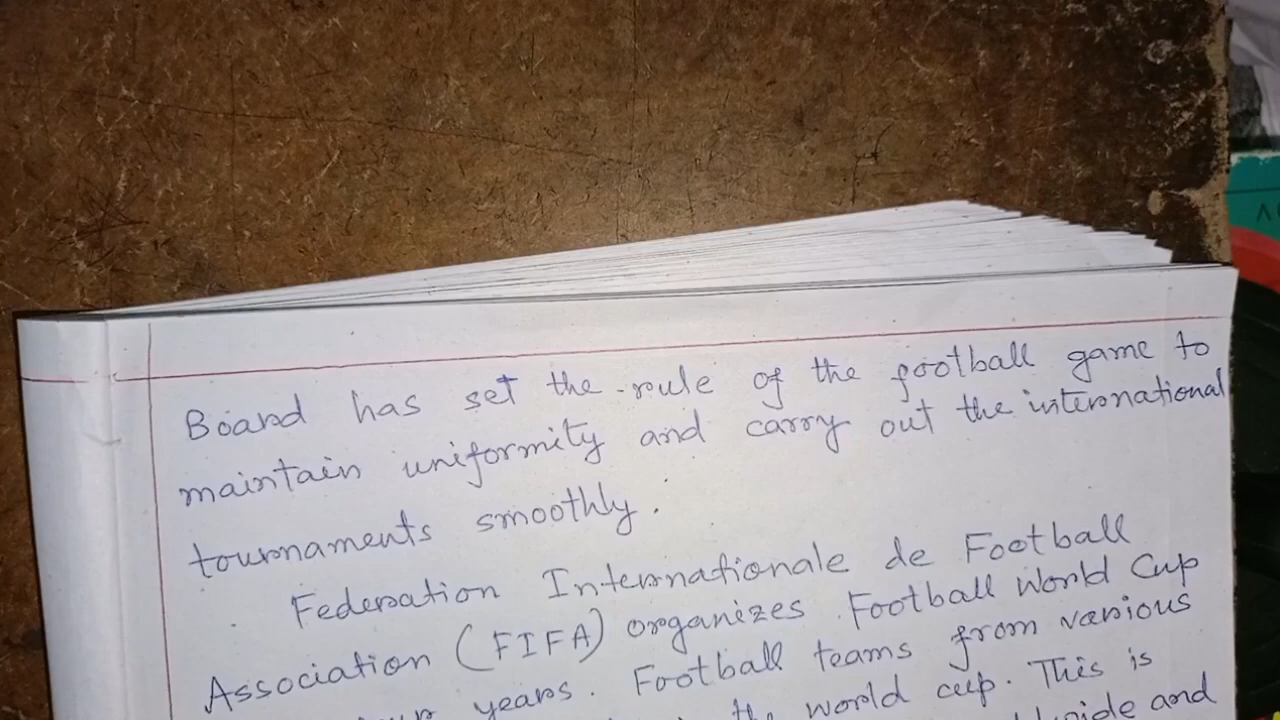 Board has set the rule of the football game to
maintain uniformity and carry out the international
tournaments smoothly.
Federation Internationale de Football
Association (FIFA) organizes Football World Cup
years. Football teams from various
the world cup. This is
and